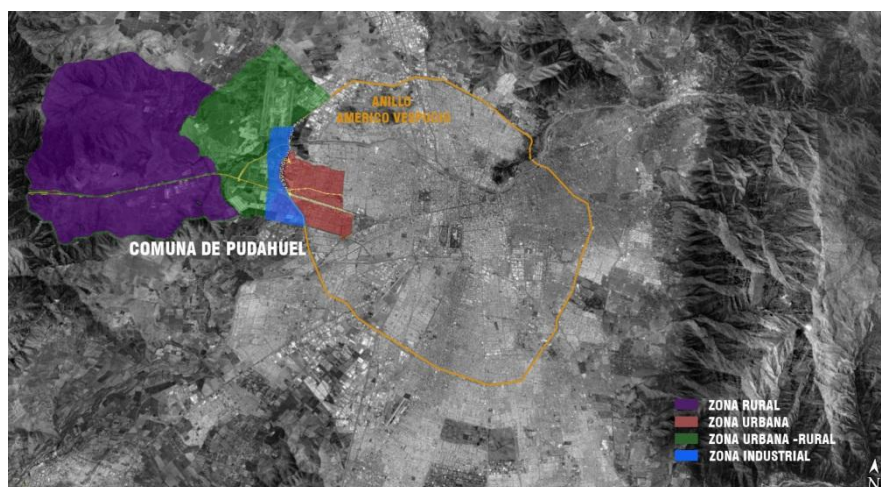 ANILLO
AMERICO VESPUCIO
COMUNA DE PUDAHUEL
ZONA RURAL
ZONA URBANA
ZONA URBANA -RURAL
ZONA INDUSTRIAL
N